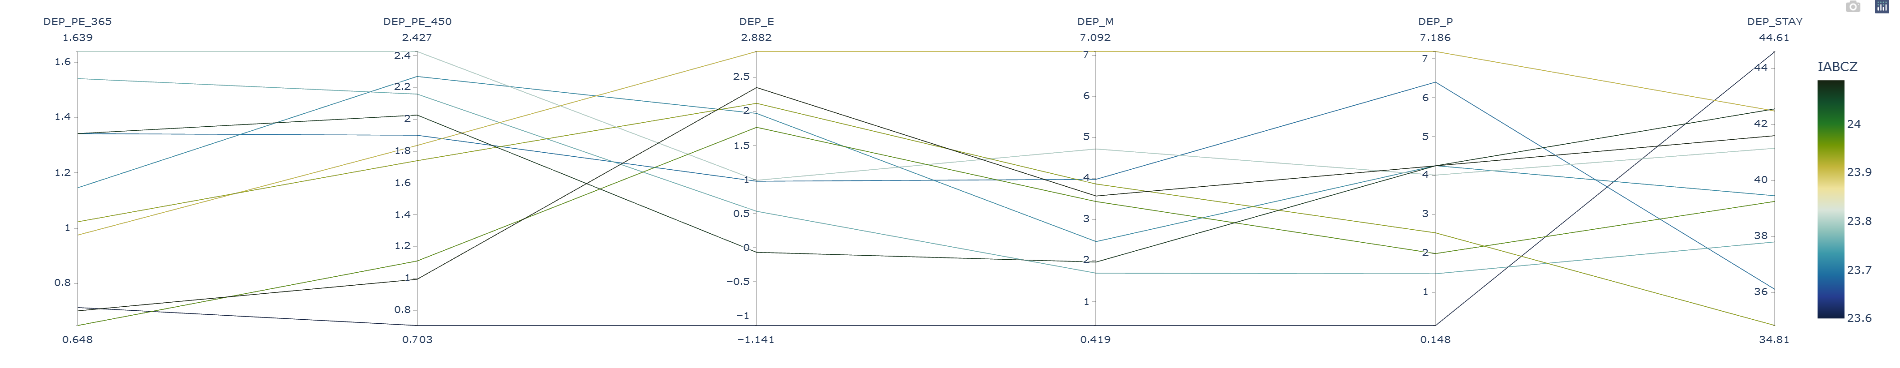 DEP_PE_365 DEP_PE_450 DEP_E DEP_M DEP_P DEP_STAY
1.639 2.427 2.882 7.092 7.186 44.61
IABCZ
1.6 1.4 1.2 1 0.8
2.4 2.2 2 1.8 1.6 1.4 1.2 1 0.8
2.5 2 1.5 1 0.5 0 −0.5 −1
7 6 5 4 3 2 1
7 6 5 4 3 2 1
44 42 40 38 36
24 23.9 23.8 23.7 23.6
0.648 0.703 −1.141 0.419 0.148 34.81